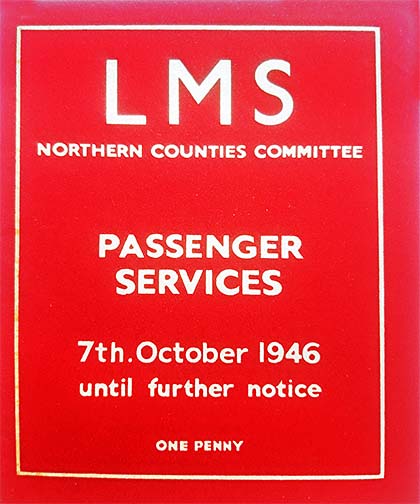 LMS
NORTHERN COUNTIES COMMITTEE
PASSENGER
SERVICES
7th. October 1946
until further notice
ONE PENNY